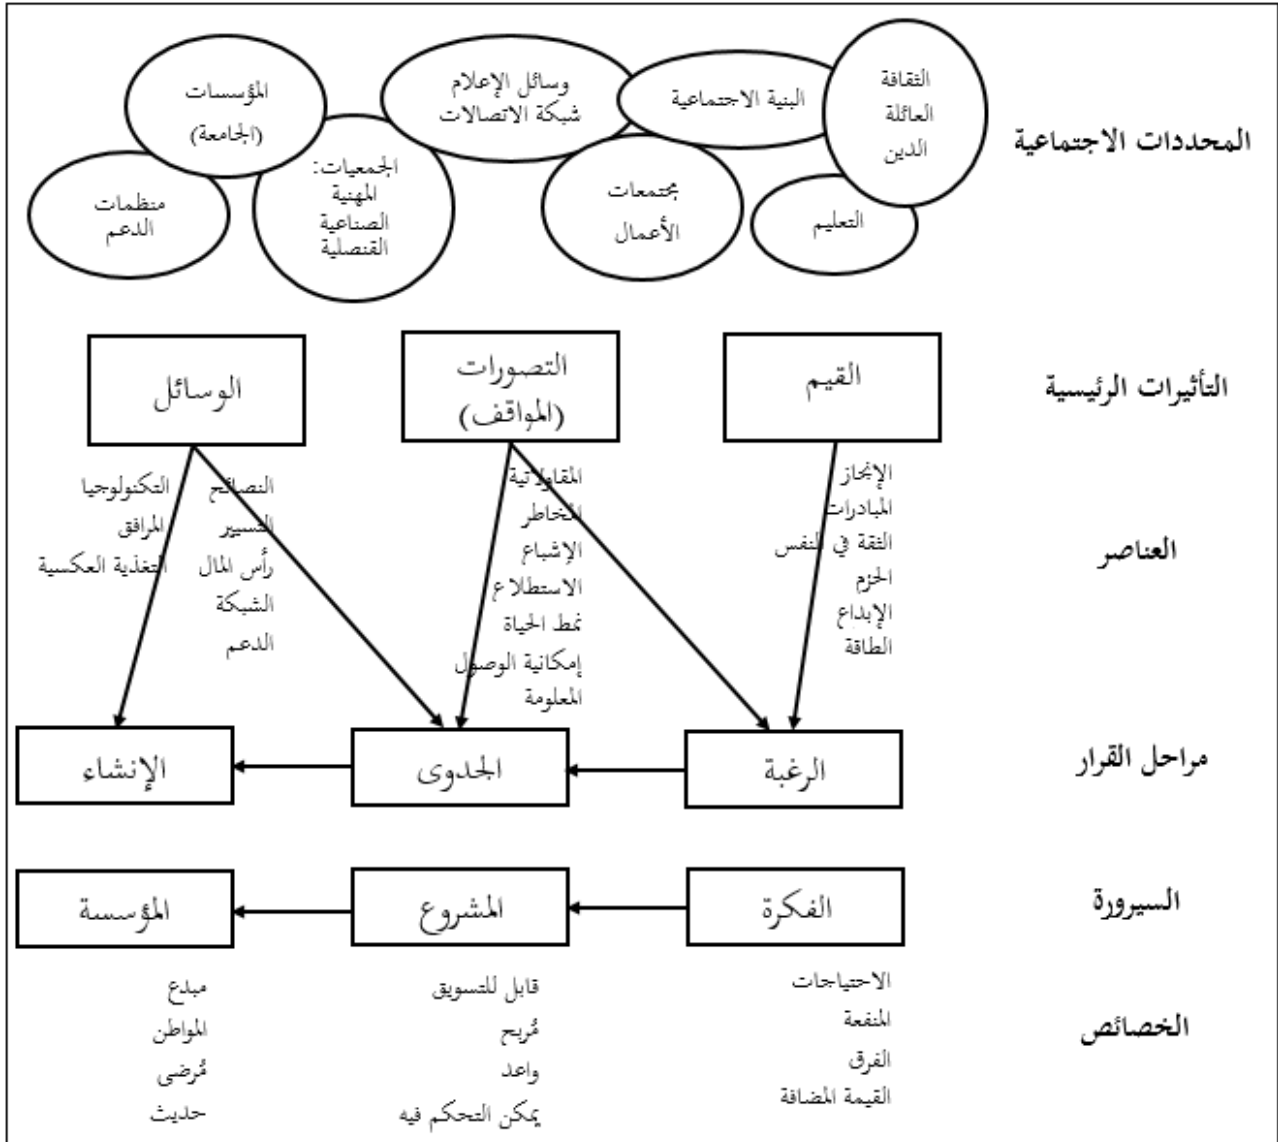 المحددات الاجتماعية
الثقافة
العائلة
الدين
البنية الاجتماعية
التعليم
وسائل الإعلام
شبكة الاتصالات
مجتمعات
الأعمال
المؤسسات
(الجامعة)
الجمعيات:
المهنية
الصناعية
القنصلية
منظمات
الدعم
التأثيرات الرئيسية
القيم
التصورات
(المواقف)
الوسائل
العناصر
الإنجاز
المبادرات
الثقة في النفس
الحزم
الإبداع
الطاقة
المقاولاتية
المخاطر
الإشباع
الاستطلاع
نمط الحياة
إمكانية الوصول
المعلومة
النصائح
التسيير
رأس المال
الشبكة
الدعم
التكنولوجيا
المرافق
التغذية العكسية
مراحل القرار
الرغبة
الجدوى
الإنشاء
السيرورة
الفكرة
المشروع
المؤسسة
الخصائص
الاحتياجات
المنفعة
الفرق
القيمة المضافة
قابل للتسويق
مُربح
واعد
يمكن التحكم فيه
مبدع
المواطن
مُرضى
حديث